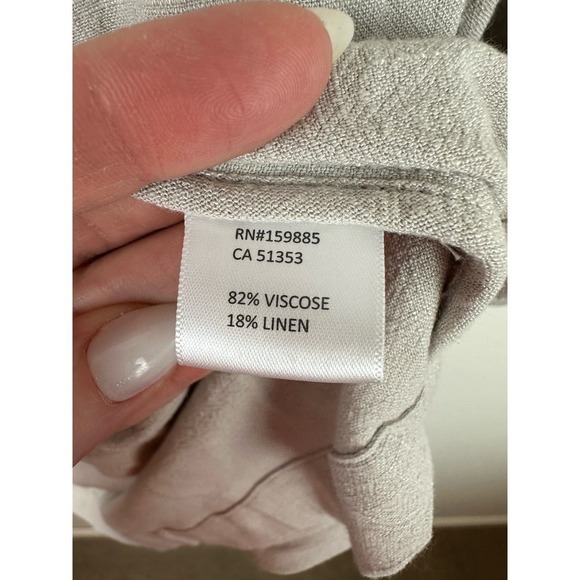 RN#159885
CA 51353
82% VISCOSE
18% LINEN